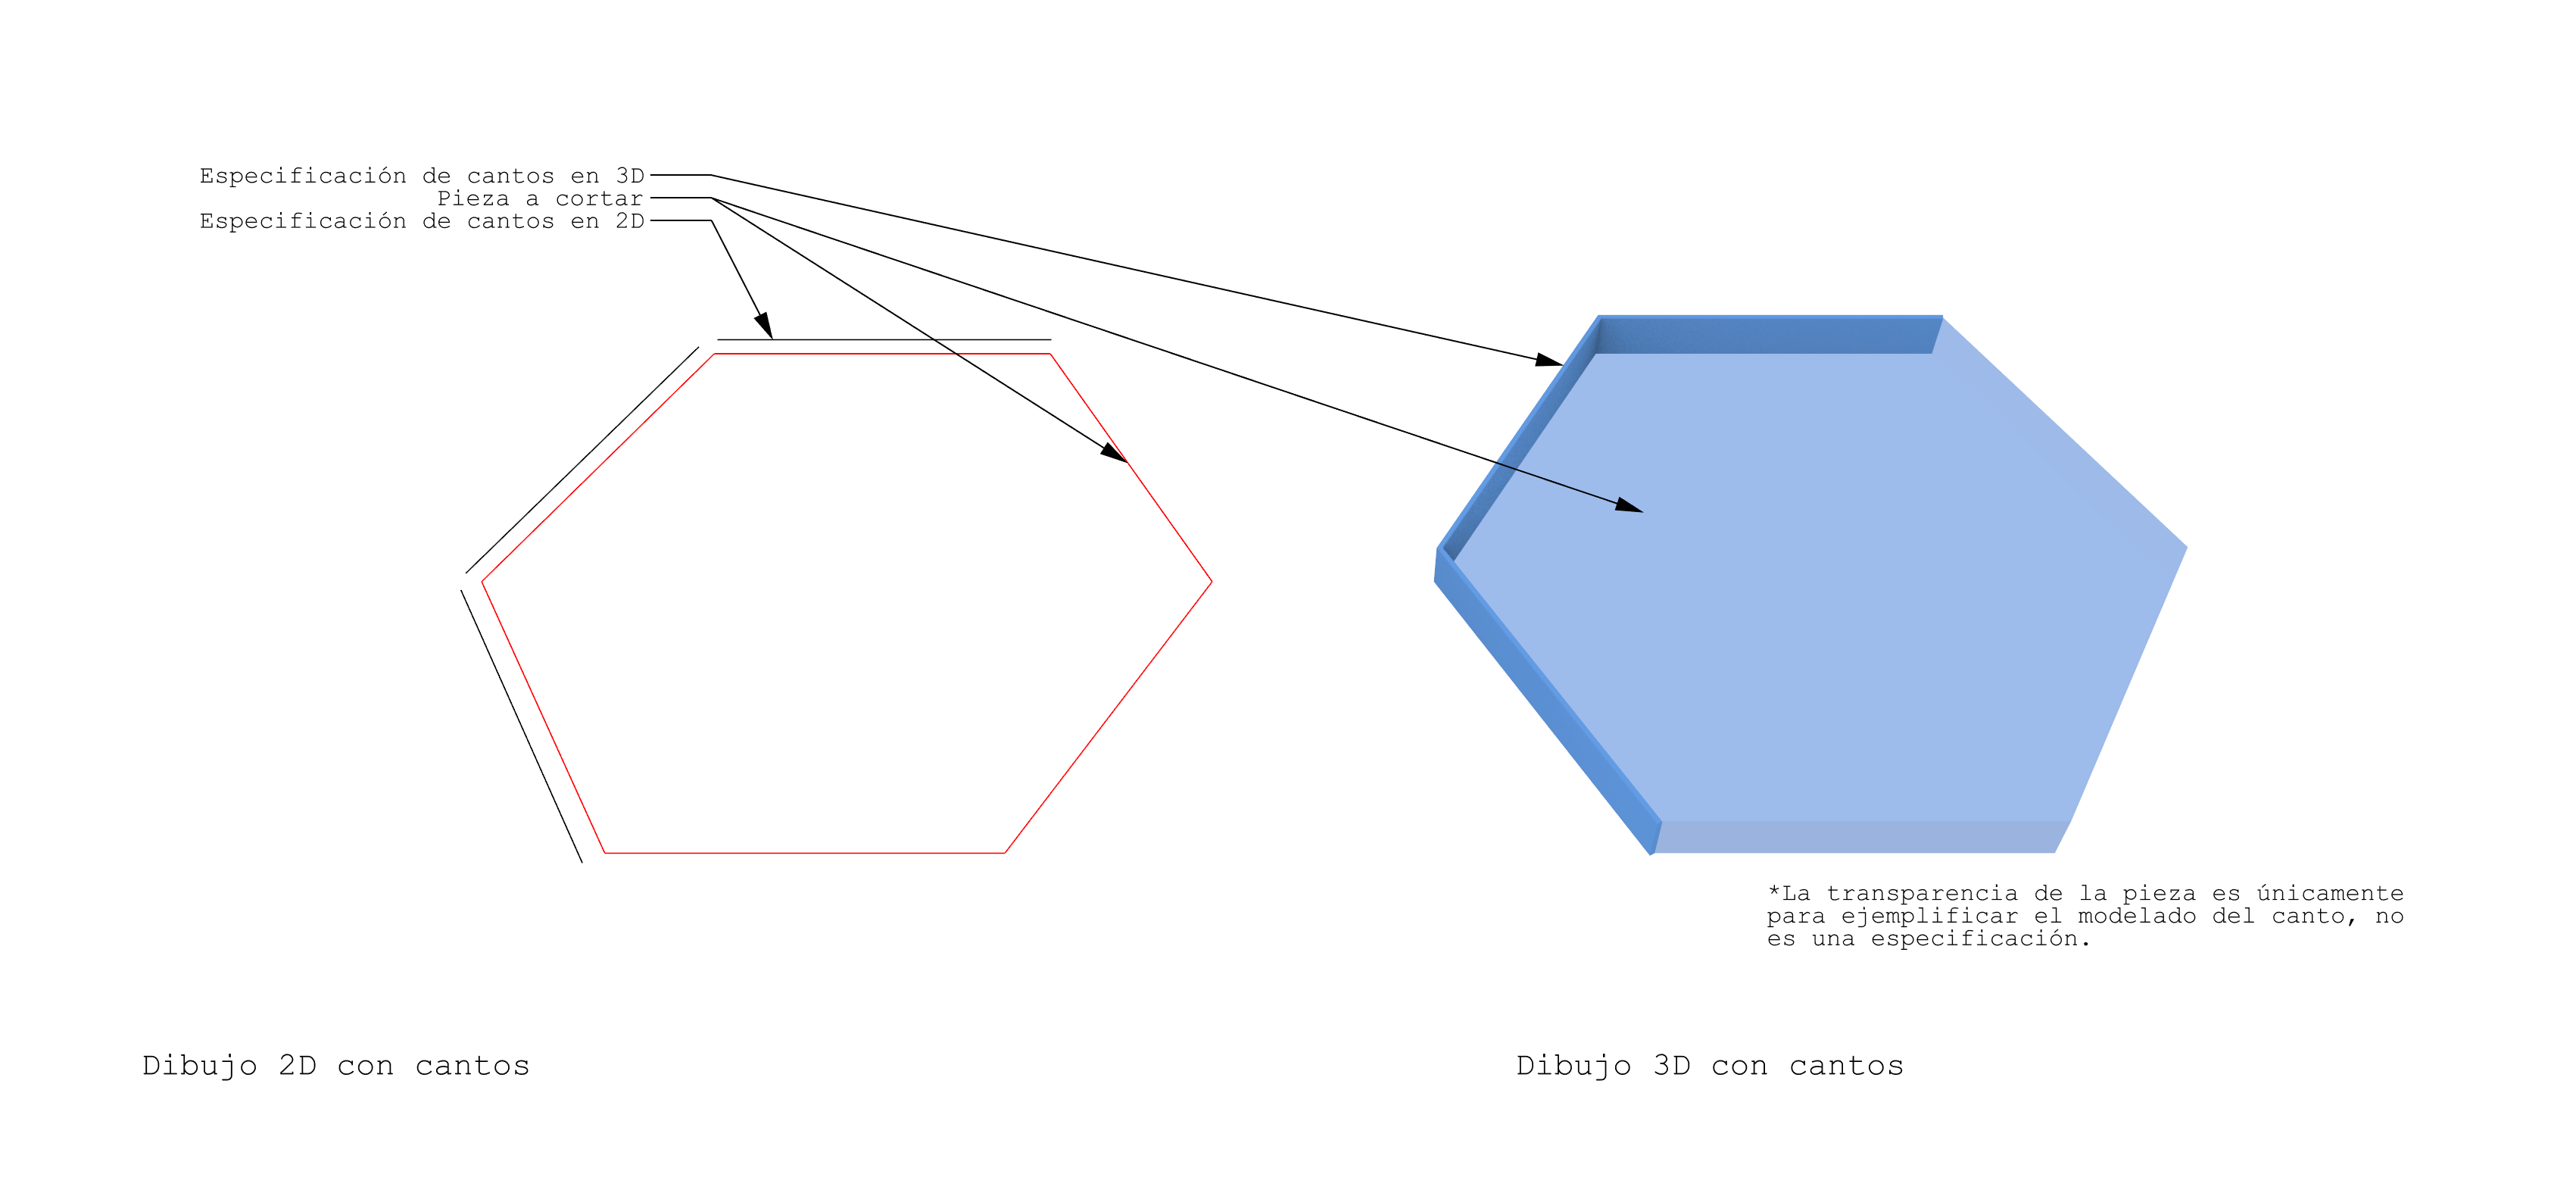 Especificación de cantos en 3D
Pieza a cortar
Especificación de cantos en 2D
*La transparencia de la pieza es únicamente
para ejemplificar el modelado del canto, no
es una especificación.
Dibujo 2D con cantos
Dibujo 3D con cantos